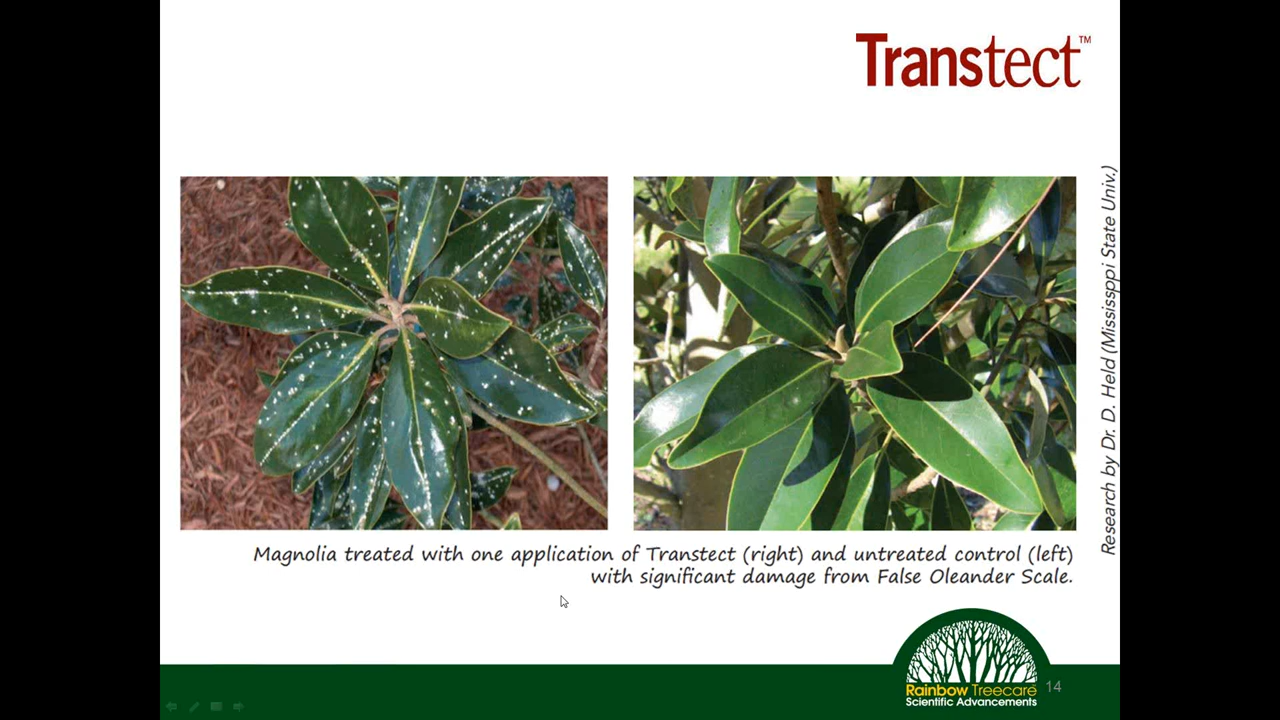 Transtect™
Research by Dr. D. Held (Mississppi State Univ.)
Magnolia treated with one application of Transtect (right) and untreated control (left)
with significant damage from False Oleander Scale.
Rainbow Treecare
Scientific Advancements
14